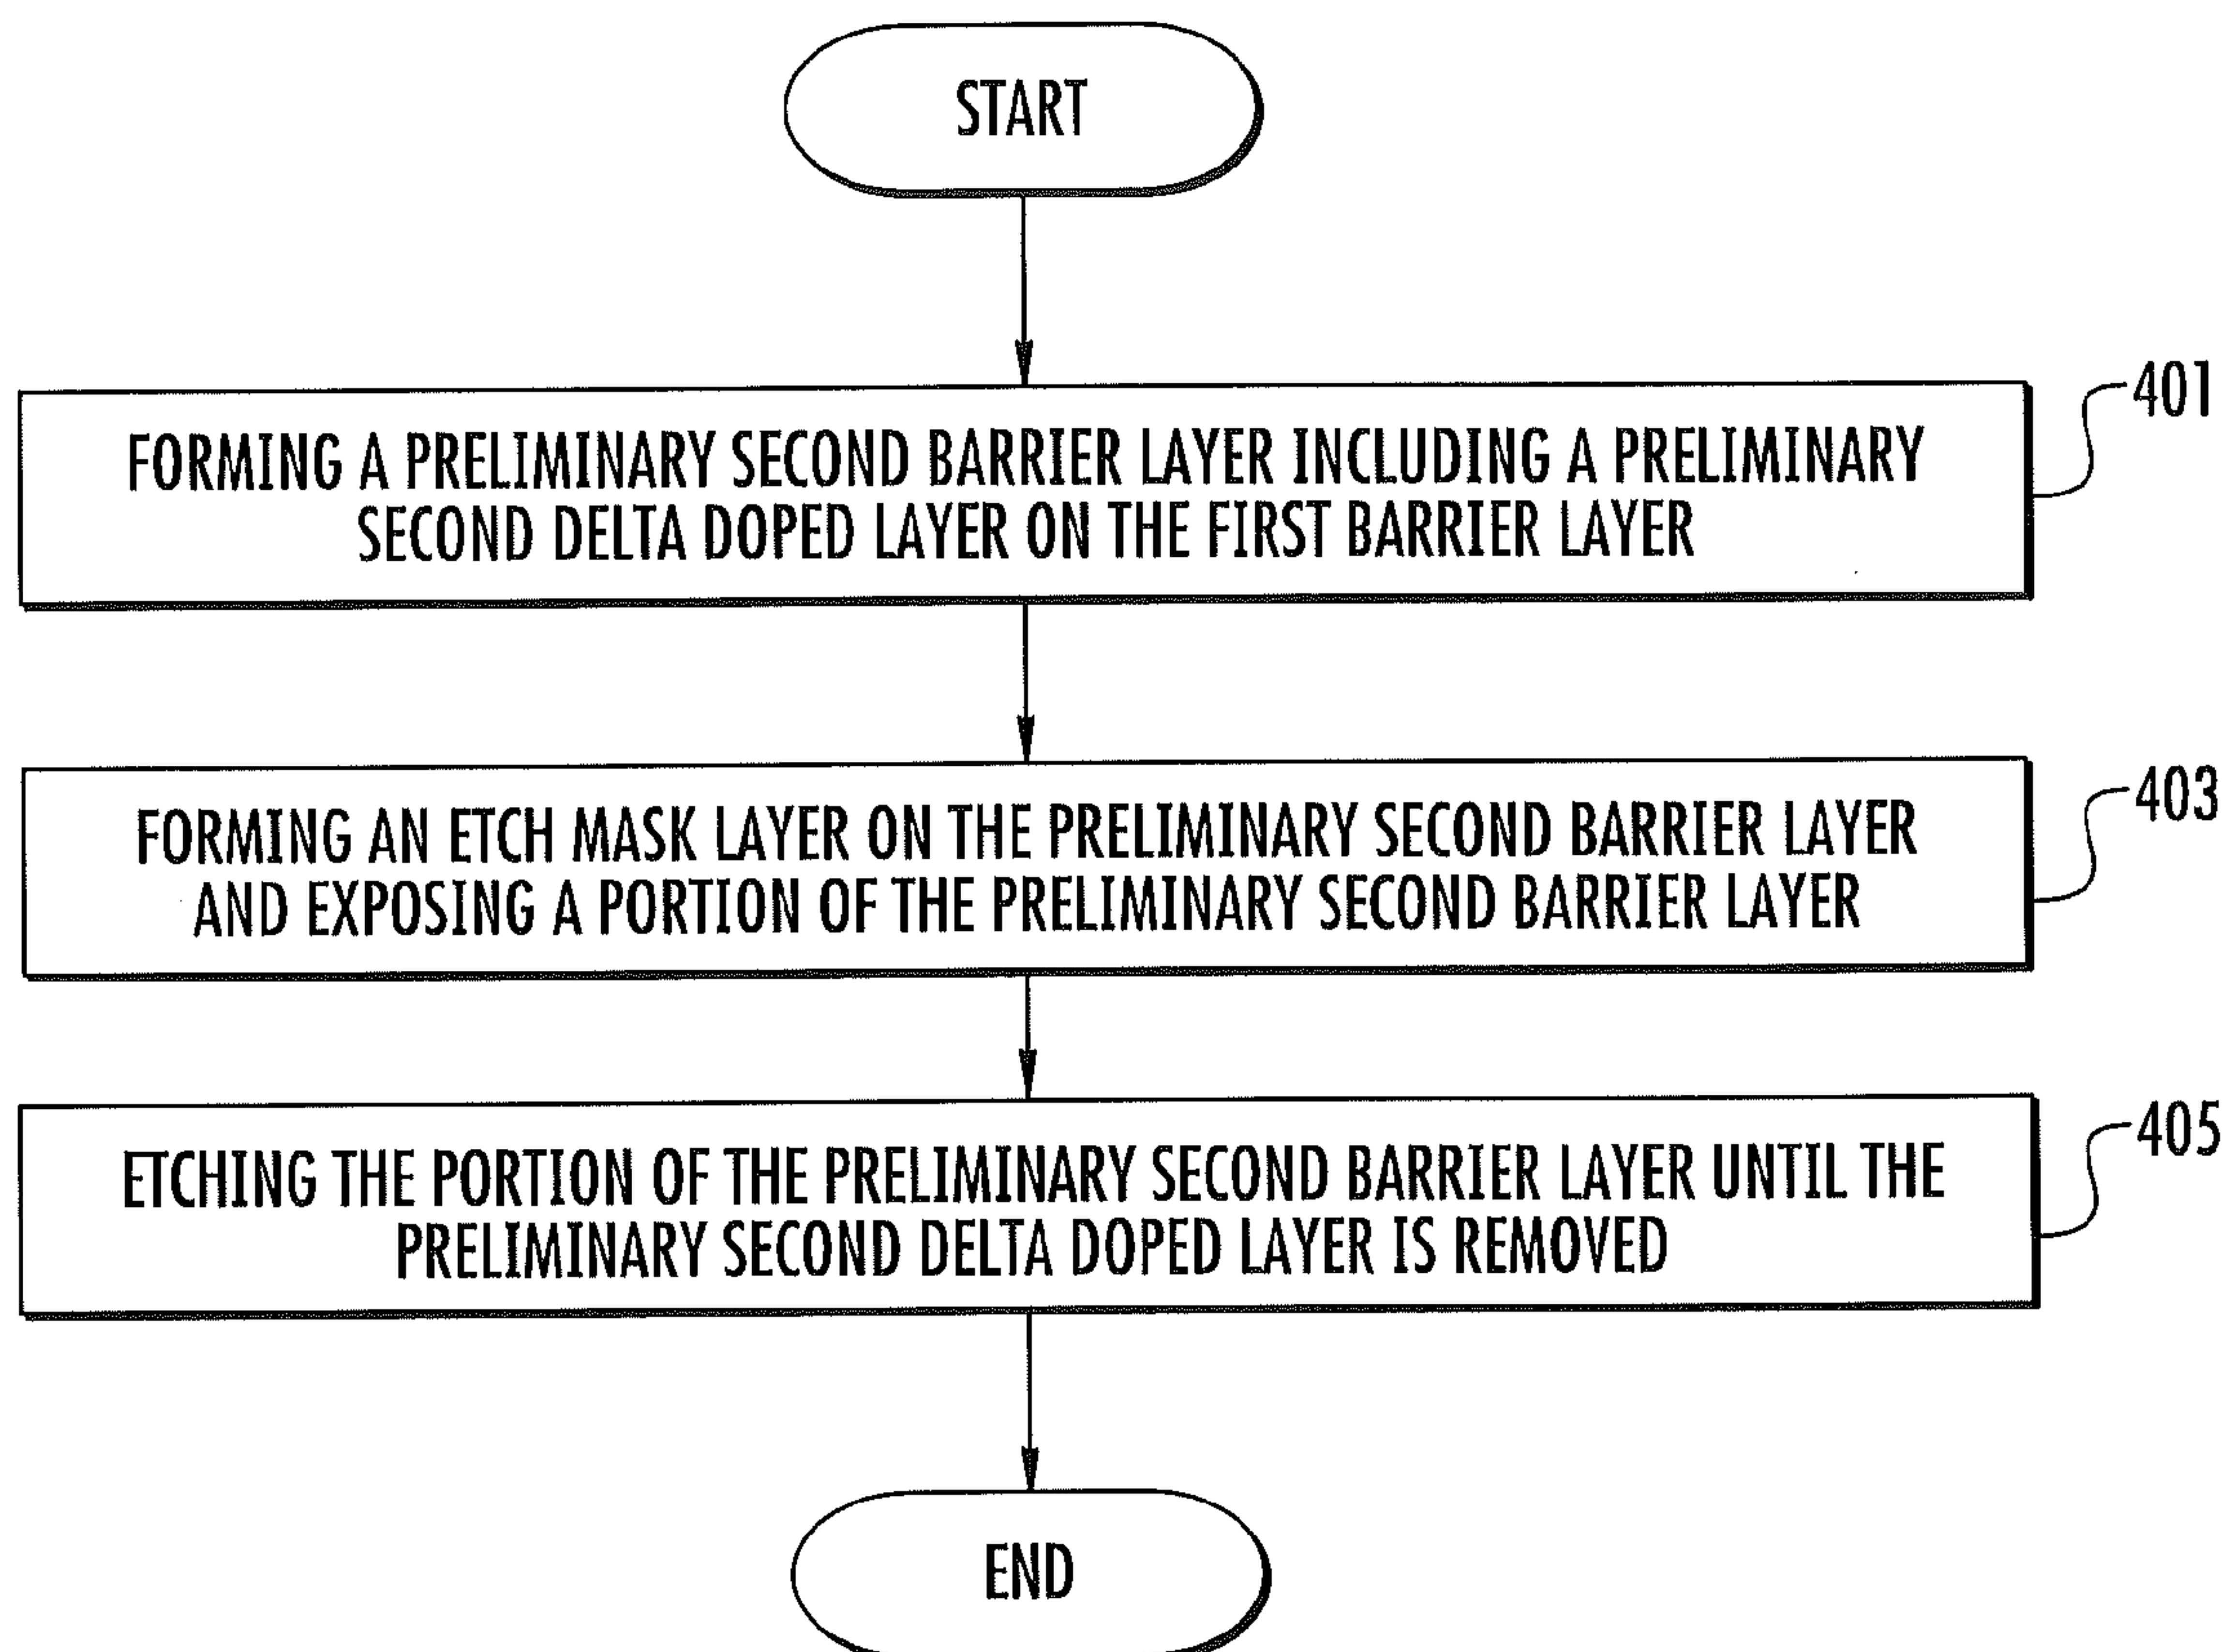 START
401
FORMING A PRELIMINARY SECOND BARRIER LAYER INCLUDING A PRELIMINARY
SECOND DELTA DOPED LAYER ON THE FIRST BARRIER LAYER
403
FORMING AN ETCH MASK LAYER ON THE PRELIMINARY SECOND BARRIER LAYER
AND EXPOSING A PORTION OF THE PRELIMINARY SECOND BARRIER LAYER
405
ETCHING THE PORTION OF THE PRELIMINARY SECOND BARRIER LAYER UNTIL THE
PRELIMINARY SECOND DELTA DOPED LAYER IS REMOVED
END